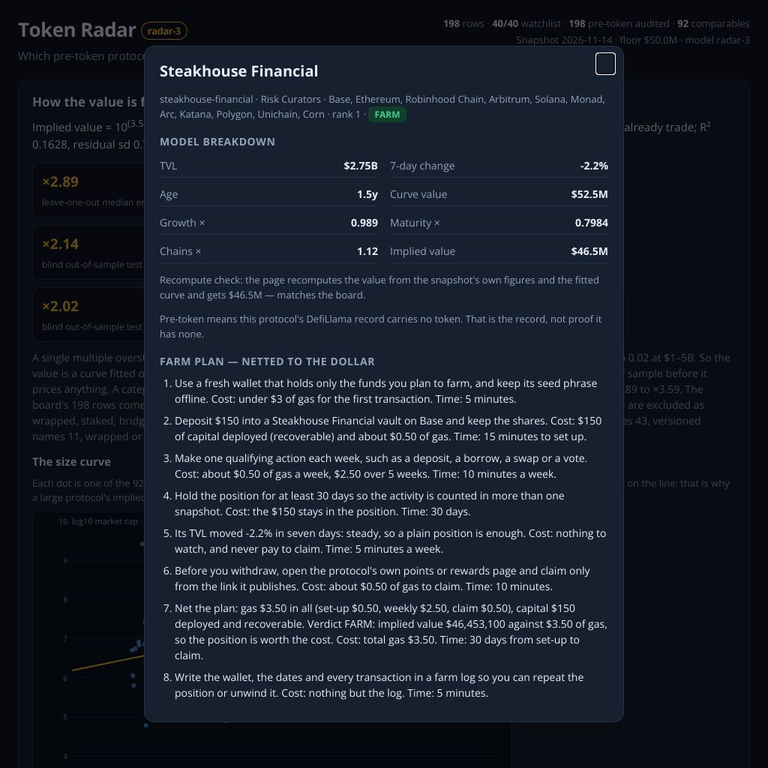 Token Radar radar-3
198 rows · 40/40 watchlist · 198 pre-token audited · 92 comparables
Snapshot 2026-11-14 · floor $50.0M · model radar-3
Which pre-token protoc
Steakhouse Financial
steakhouse-financial · Risk Curators · Base, Ethereum, Robinhood Chain, Arbitrum, Solana, Monad,
Arc, Katana, Polygon, Unichain, Corn · rank 1 · FARM
MODEL BREAKDOWN
TVL $2.75B 7-day change -2.2%
Age 1.5y Curve value $52.5M
Growth × 0.989 Maturity × 0.7984
Chains × 1.12 Implied value $46.5M
Recompute check: the page recomputes the value from the snapshot's own figures and the fitted
curve and gets $46.5M — matches the board.
Pre-token means this protocol's DefiLlama record carries no token. That is the record, not proof it
has none.
FARM PLAN — NETTED TO THE DOLLAR
1. Use a fresh wallet that holds only the funds you plan to farm, and keep its seed phrase
offline. Cost: under $3 of gas for the first transaction. Time: 5 minutes.
2. Deposit $150 into a Steakhouse Financial vault on Base and keep the shares. Cost: $150
of capital deployed (recoverable) and about $0.50 of gas. Time: 15 minutes to set up.
3. Make one qualifying action each week, such as a deposit, a borrow, a swap or a vote.
Cost: about $0.50 of gas a week, $2.50 over 5 weeks. Time: 10 minutes a week.
4. Hold the position for at least 30 days so the activity is counted in more than one
snapshot. Cost: the $150 stays in the position. Time: 30 days.
5. Its TVL moved -2.2% in seven days: steady, so a plain position is enough. Cost: nothing to
watch, and never pay to claim. Time: 5 minutes a week.
6. Before you withdraw, open the protocol's own points or rewards page and claim only
from the link it publishes. Cost: about $0.50 of gas to claim. Time: 10 minutes.
7. Net the plan: gas $3.50 in all (set-up $0.50, weekly $2.50, claim $0.50), capital $150
deployed and recoverable. Verdict FARM: implied value $46,453,100 against $3.50 of gas,
so the position is worth the cost. Cost: total gas $3.50. Time: 30 days from set-up to
claim.
8. Write the wallet, the dates and every transaction in a farm log so you can repeat the
position or unwind it. Cost: nothing but the log. Time: 5 minutes.
How the value is f
Implied value = 10^(3.5 already trade; R²
0.1628, residual sd 0.
×2.89
leave-one-out median er
×2.14
blind out-of-sample test
×2.02
blind out-of-sample test
A single multiple overst 0.02 at $1–5B. So the
value is a curve fitted o of sample before it
prices anything. A categ .89 to ×3.59. The
board's 198 rows come are excluded as
wrapped, staked, bridg es 43, versioned
names 11, wrapped or
The size curve
Each dot is one of the 92 on the line: that is why
a large protocol's implie
10 log10 market cap
9
8
7
6
5
4